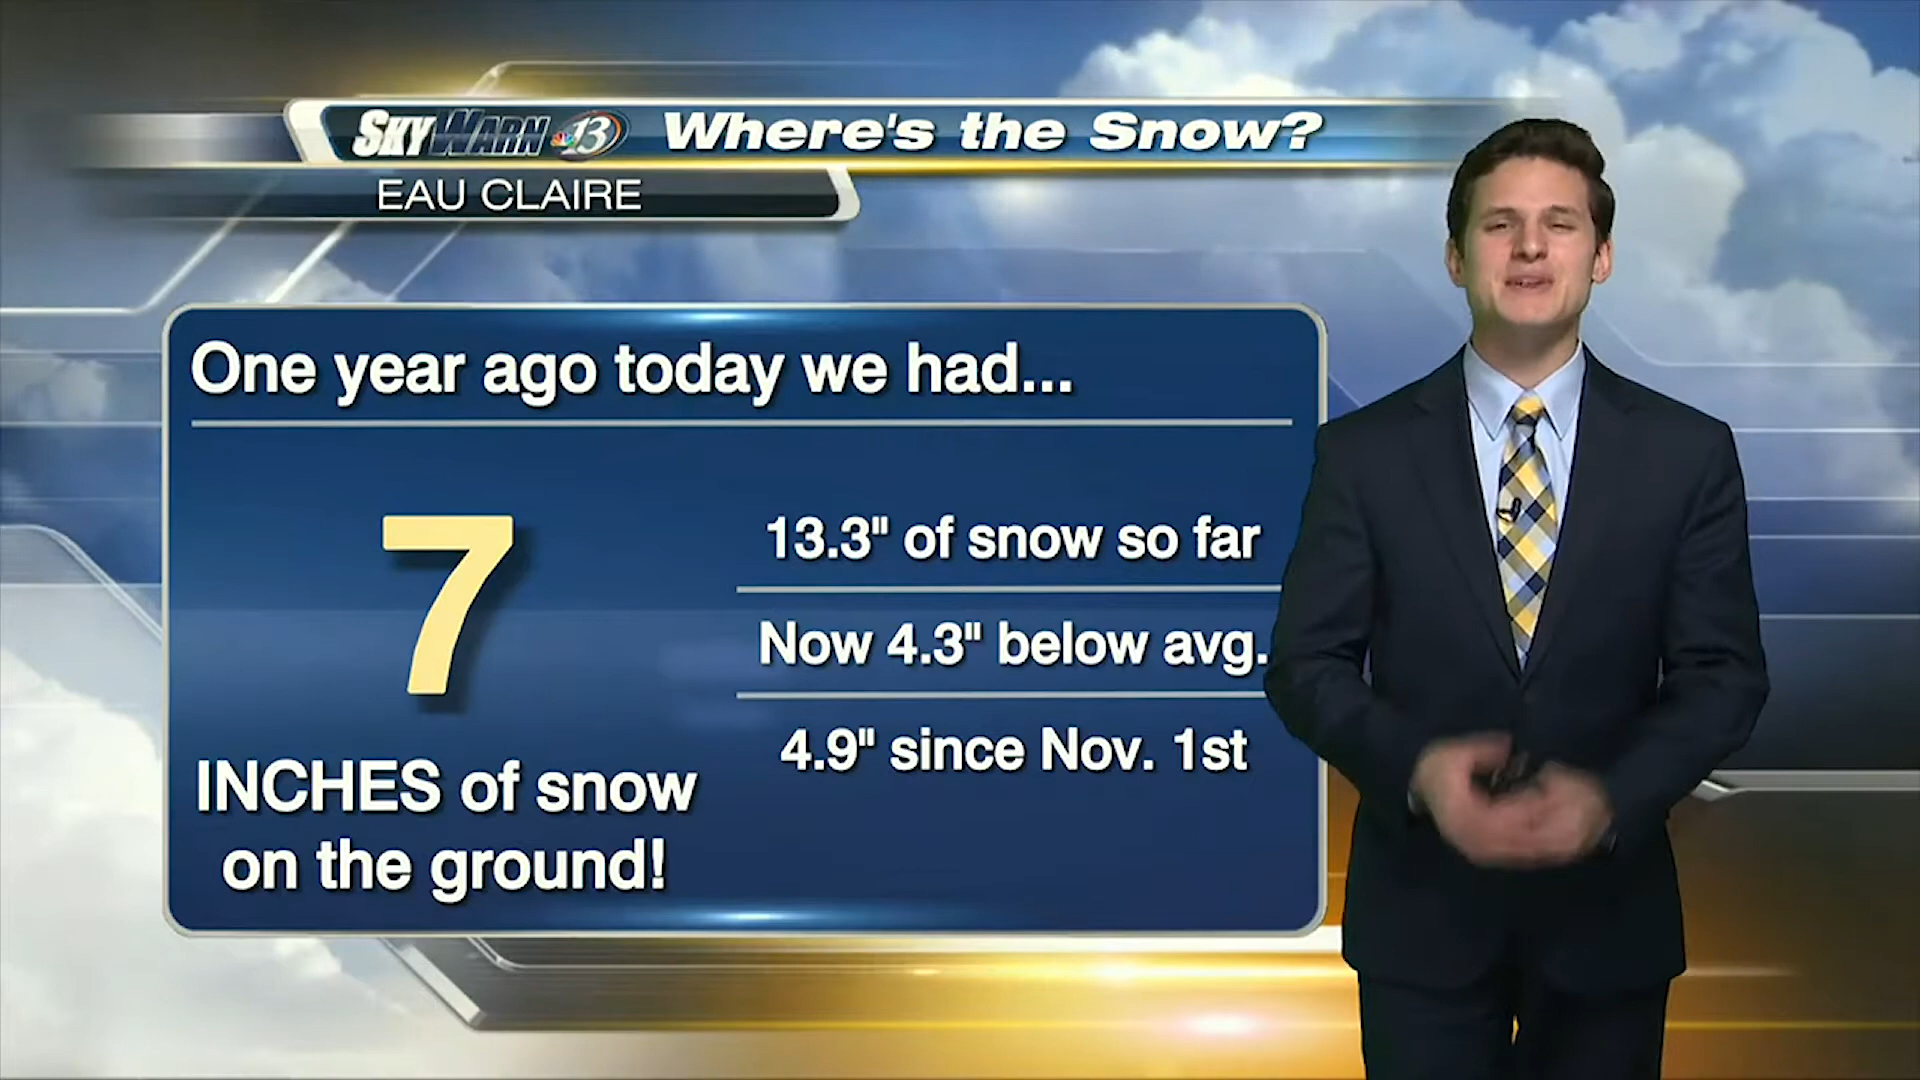 SKYWARN 13 Where's the Snow?
EAU CLAIRE
One year ago today we had...
7
INCHES of snow
on the ground!
13.3" of snow so far
Now 4.3" below avg.
4.9" since Nov. 1st